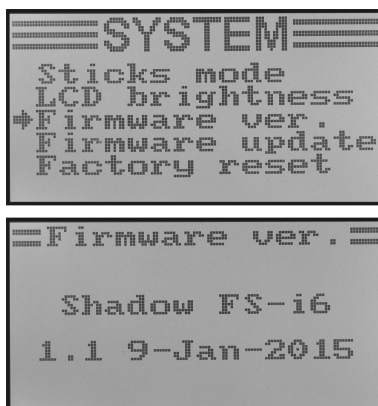 SYSTEM
Sticks mode
LCD brightness
Firmware ver.
Firmware update
Factory reset
Firmware ver.
Shadow FS-i6
1.1 9-Jan-2015